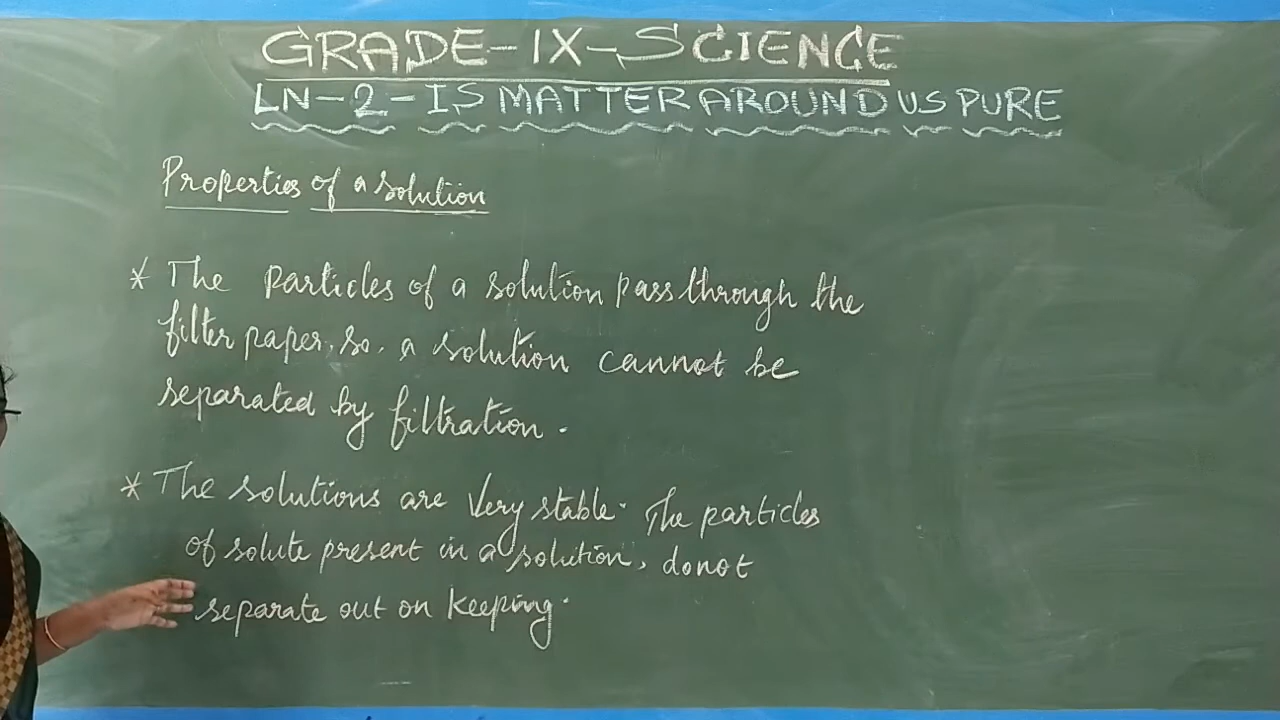 GRADE-IX-SCIENCE
LN-2-IS MATTER AROUND US PURE
Properties of a solution
* The particles of a solution pass through the
filter paper. so, a solution cannot be
separated by filtration.
* The solutions are very stable. The particles
of solute present in a solution, donot
separate out on keeping.